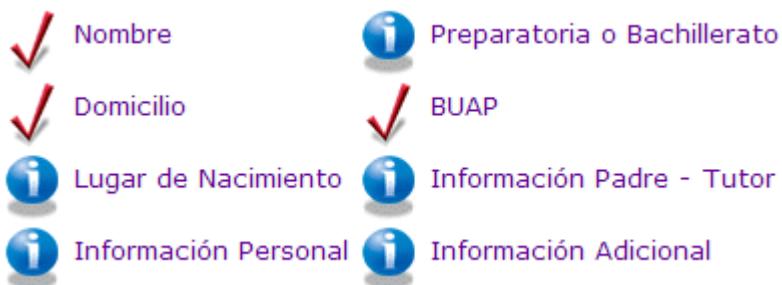 Nombre
Preparatoria o Bachillerato
Domicilio
BUAP
Lugar de Nacimiento
Información Padre - Tutor
Información Personal
Información Adicional